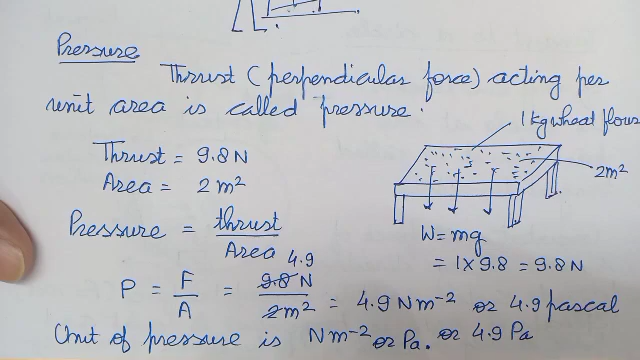 Pressure
Thrust (perpendicular force) acting per
unit area is called pressure.
1 kg wheat flour
Thrust = 9.8 N
Area = 2 m²
2m²
Pressure = thrust
Area
W = mg
= 1 × 9.8 = 9.8 N
4.9
P = F/A = 9.8 N / 2m² = 4.9 Nm⁻² or 4.9 pascal
or 4.9 Pa
Unit of pressure is Nm⁻² or Pa.